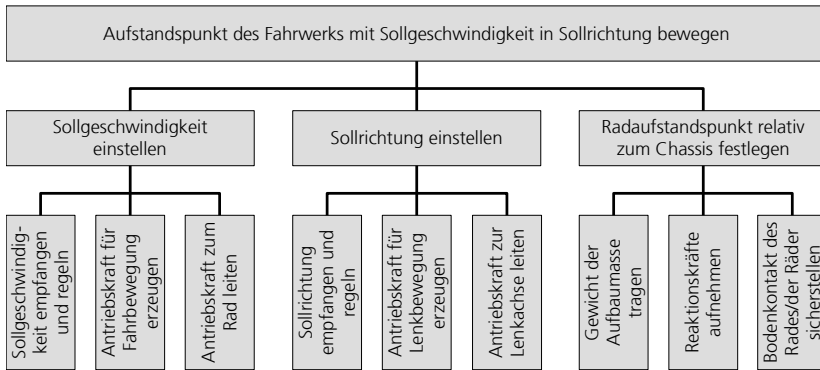 Aufstandspunkt des Fahrwerks mit Sollgeschwindigkeit in Sollrichtung bewegen
Sollgeschwindigkeit
einstellen
Sollrichtung einstellen
Radaufstandspunkt relativ
zum Chassis festlegen
Sollgeschwindig-
keit empfangen
und regeln
Antriebskraft für
Fahrbewegung
erzeugen
Antriebskraft zum
Rad leiten
Sollrichtung
empfangen und
regeln
Antriebskraft für
Lenkbewegung
erzeugen
Antriebskraft zur
Lenkachse leiten
Gewicht der
Aufbaumasse
tragen
Reaktionskräfte
aufnehmen
Bodenkontakt des
Rades/der Räder
sicherstellen